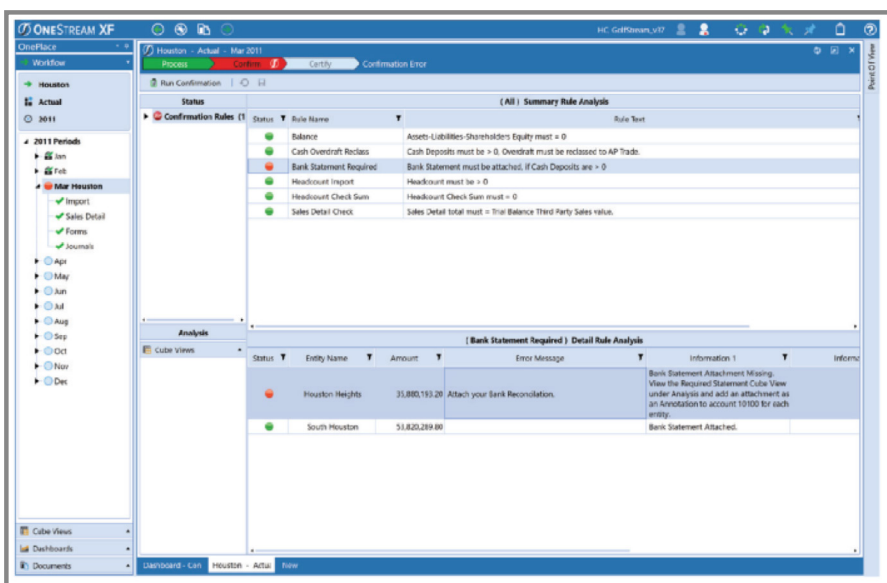 ONESTREAM XF
HC. GolfStream_v37
OnePlace
Workflow
Houston
Actual
2011
2011 Periods
Jan
Feb
Mar Houston
Import
Sales Detail
Forms
Journals
Apr
May
Jun
Jul
Aug
Sep
Oct
Nov
Dec
Cube Views
Dashboards
Documents
Houston - Actual - Mar 2011
Process Confirm Certify Confirmation Error
Run Confirmation
Status
Confirmation Rules (1
Analysis
Cube Views
( All ) Summary Rule Analysis
Status Rule Name Rule Text
Balance Assets-Liabilities-Shareholders Equity must = 0
Cash Overdraft Reclass Cash Deposits must be > 0, Overdraft must be reclassed to AP Trade.
Bank Statement Required Bank Statement must be attached, if Cash Deposits are > 0
Headcount Import Headcount must be > 0
Headcount Check Sum Headcount Check Sum must = 0
Sales Detail Check Sales Detail total must = Trial Balance Third Party Sales value.
( Bank Statement Required ) Detail Rule Analysis
Status Entity Name Amount Error Message Information 1 Informa
Houston Heights 35,880,193.20 Attach your Bank Reconciliation.
Bank Statement Attachment Missing.
View the Required Statement Cube View
under Analysis and add an attachment as
an Annotation to account 10100 for each
entity.
South Houston 53,820,289.80 Bank Statement Attached.
Dashboard - Con Houston - Actual New
Point Of View